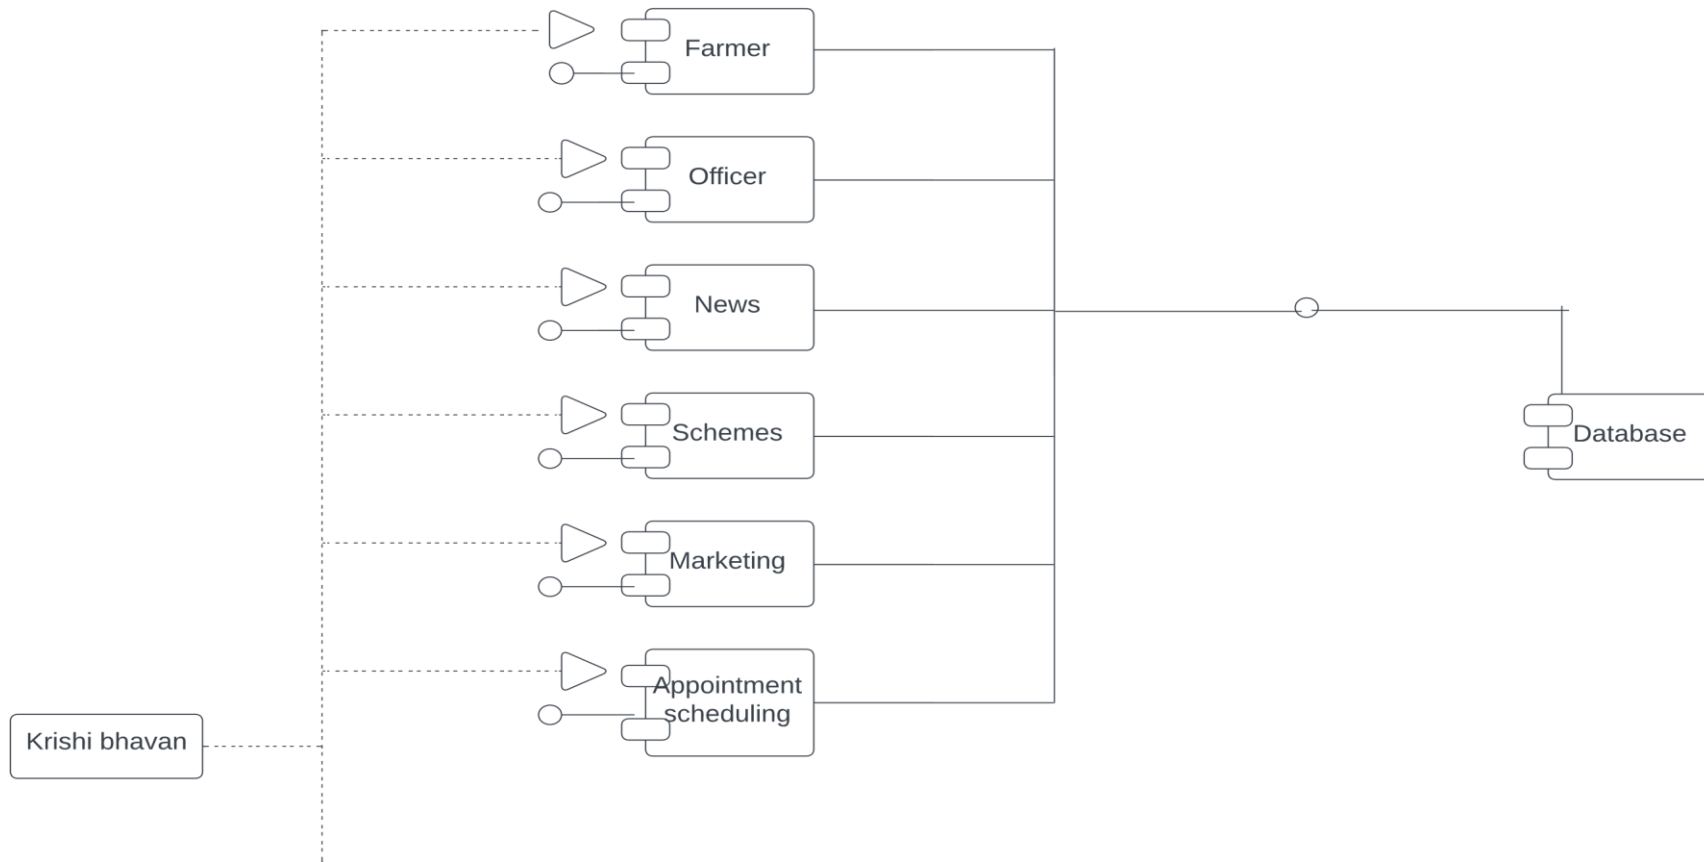 Farmer
Officer
News
Schemes
Database
Marketing
Appointment
scheduling
Krishi bhavan